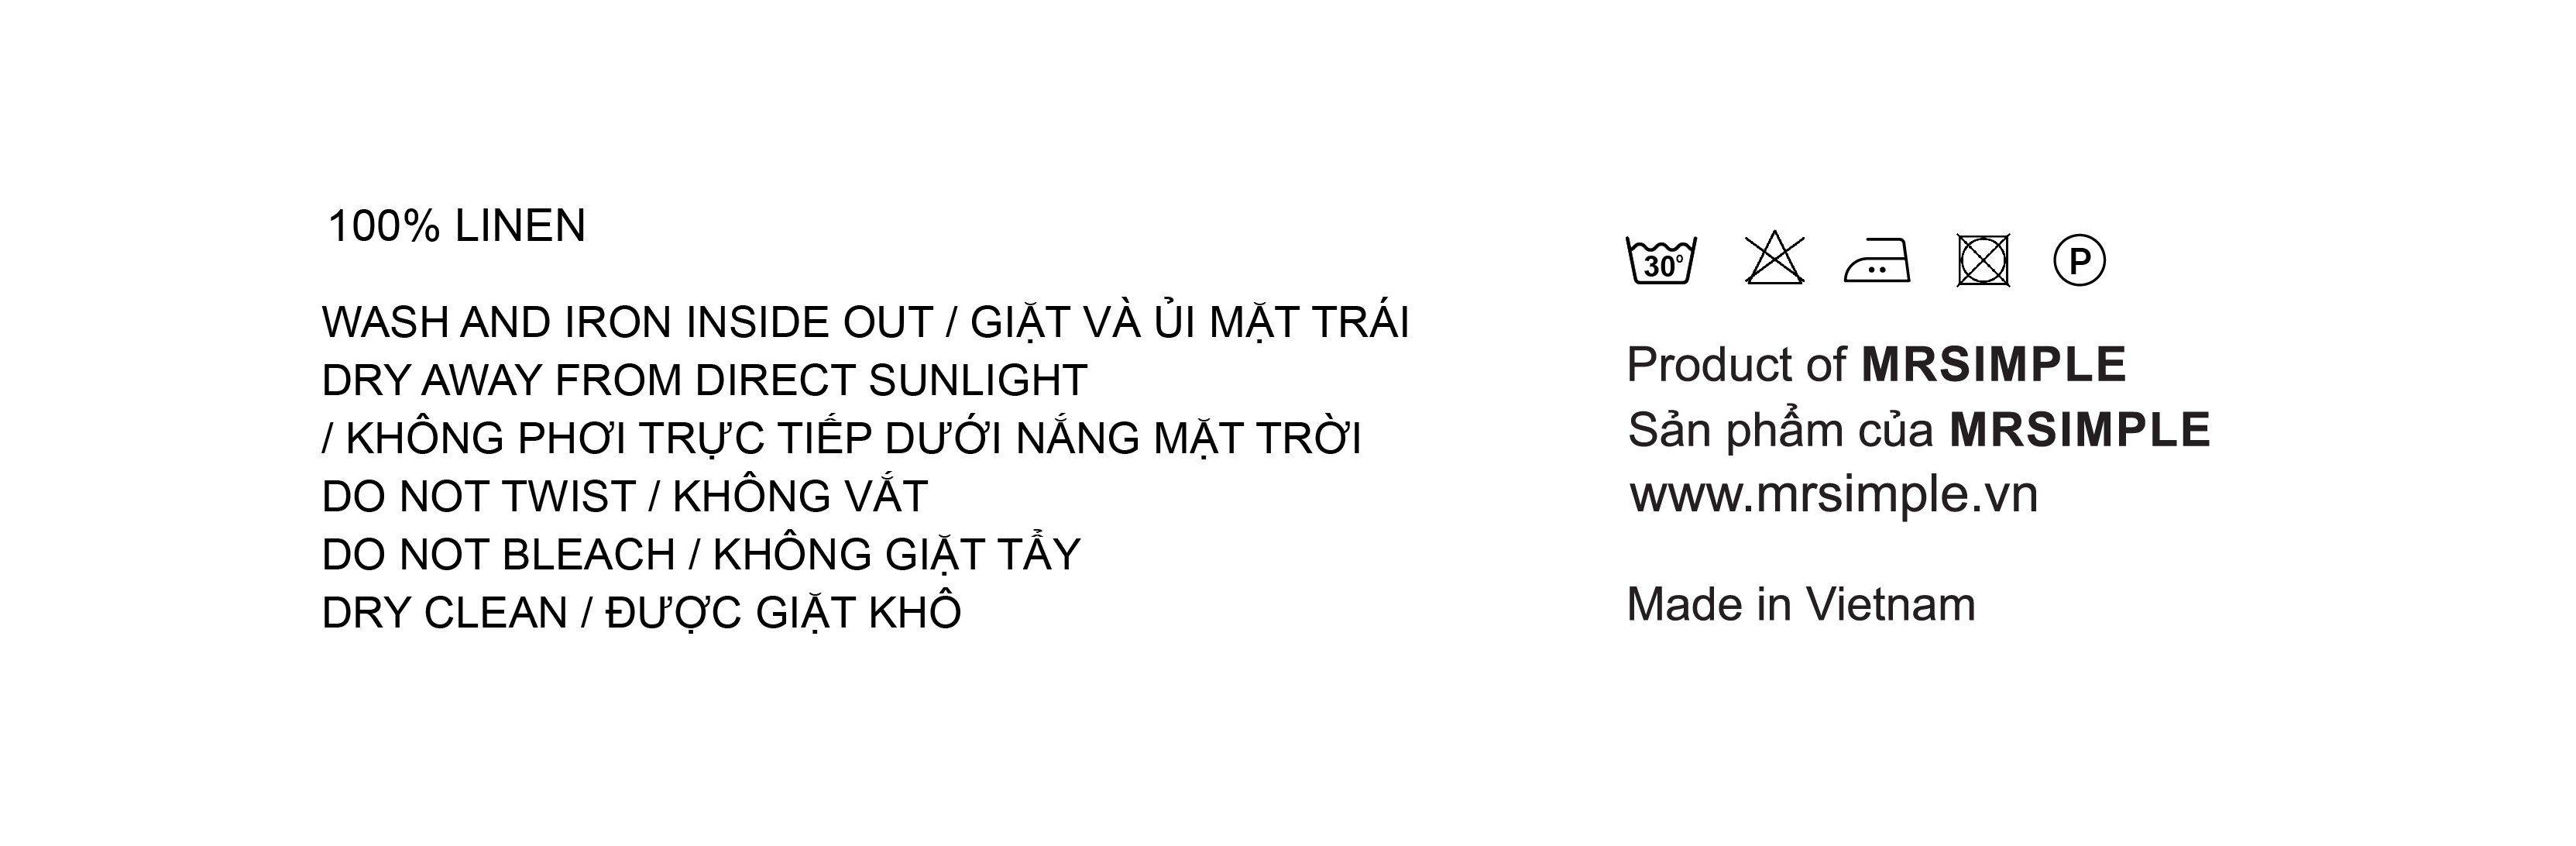 100% LINEN
WASH AND IRON INSIDE OUT / GIẶT VÀ ỦI MẶT TRÁI
DRY AWAY FROM DIRECT SUNLIGHT
/ KHÔNG PHƠI TRỰC TIẾP DƯỚI NẮNG MẶT TRỜI
DO NOT TWIST / KHÔNG VẮT
DO NOT BLEACH / KHÔNG GIẶT TẨY
DRY CLEAN / ĐƯỢC GIẶT KHÔ
30° P
Product of MRSIMPLE
Sản phẩm của MRSIMPLE
www.mrsimple.vn
Made in Vietnam